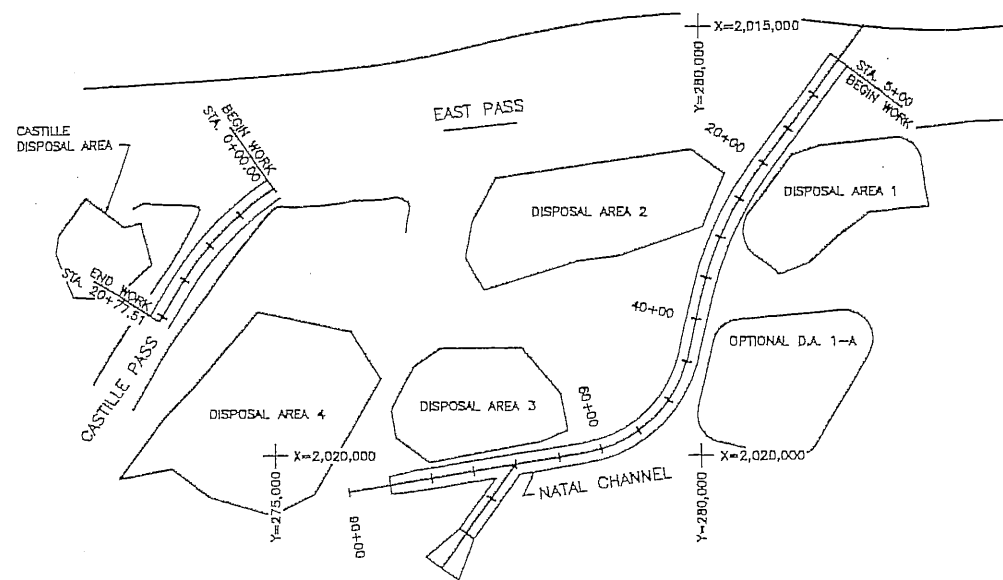 X=2,015,000
Y=280,000
STA. 5+00
BEGIN WORK
EAST PASS
20+00
BEGIN WORK
STA. 0+00.00
CASTILLE
DISPOSAL AREA
DISPOSAL AREA 1
DISPOSAL AREA 2
END WORK
STA. 20+77.51
40+00
OPTIONAL D.A. 1-A
CASTILLE PASS
DISPOSAL AREA 3
60+00
DISPOSAL AREA 4
X=2,020,000
Y=275,000
X=2,020,000
Y=280,000
NATAL CHANNEL